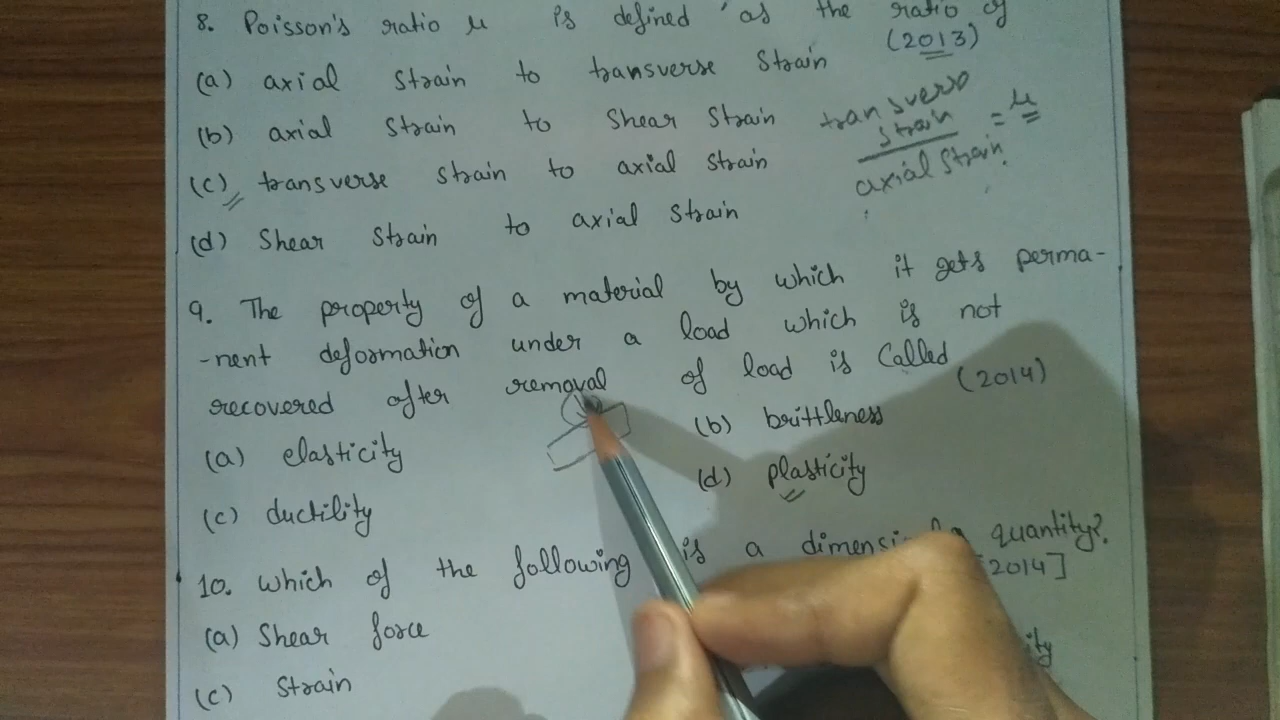 8. Poisson's ratio μ is defined as the ratio of
(2013)
(a) axial strain to transverse strain
(b) axial strain to shear strain
(c) transverse strain to axial strain
(d) Shear strain to axial strain
transverse
strain
= μ
axial strain.
9. The property of a material by which it gets perma-
-nent deformation under a load which is not
recovered after removal of load is called
(2014)
(a) elasticity (b) brittleness
(c) ductility (d) plasticity
10. Which of the following is a quantity?
2014]
(a) Shear force
(c) Strain